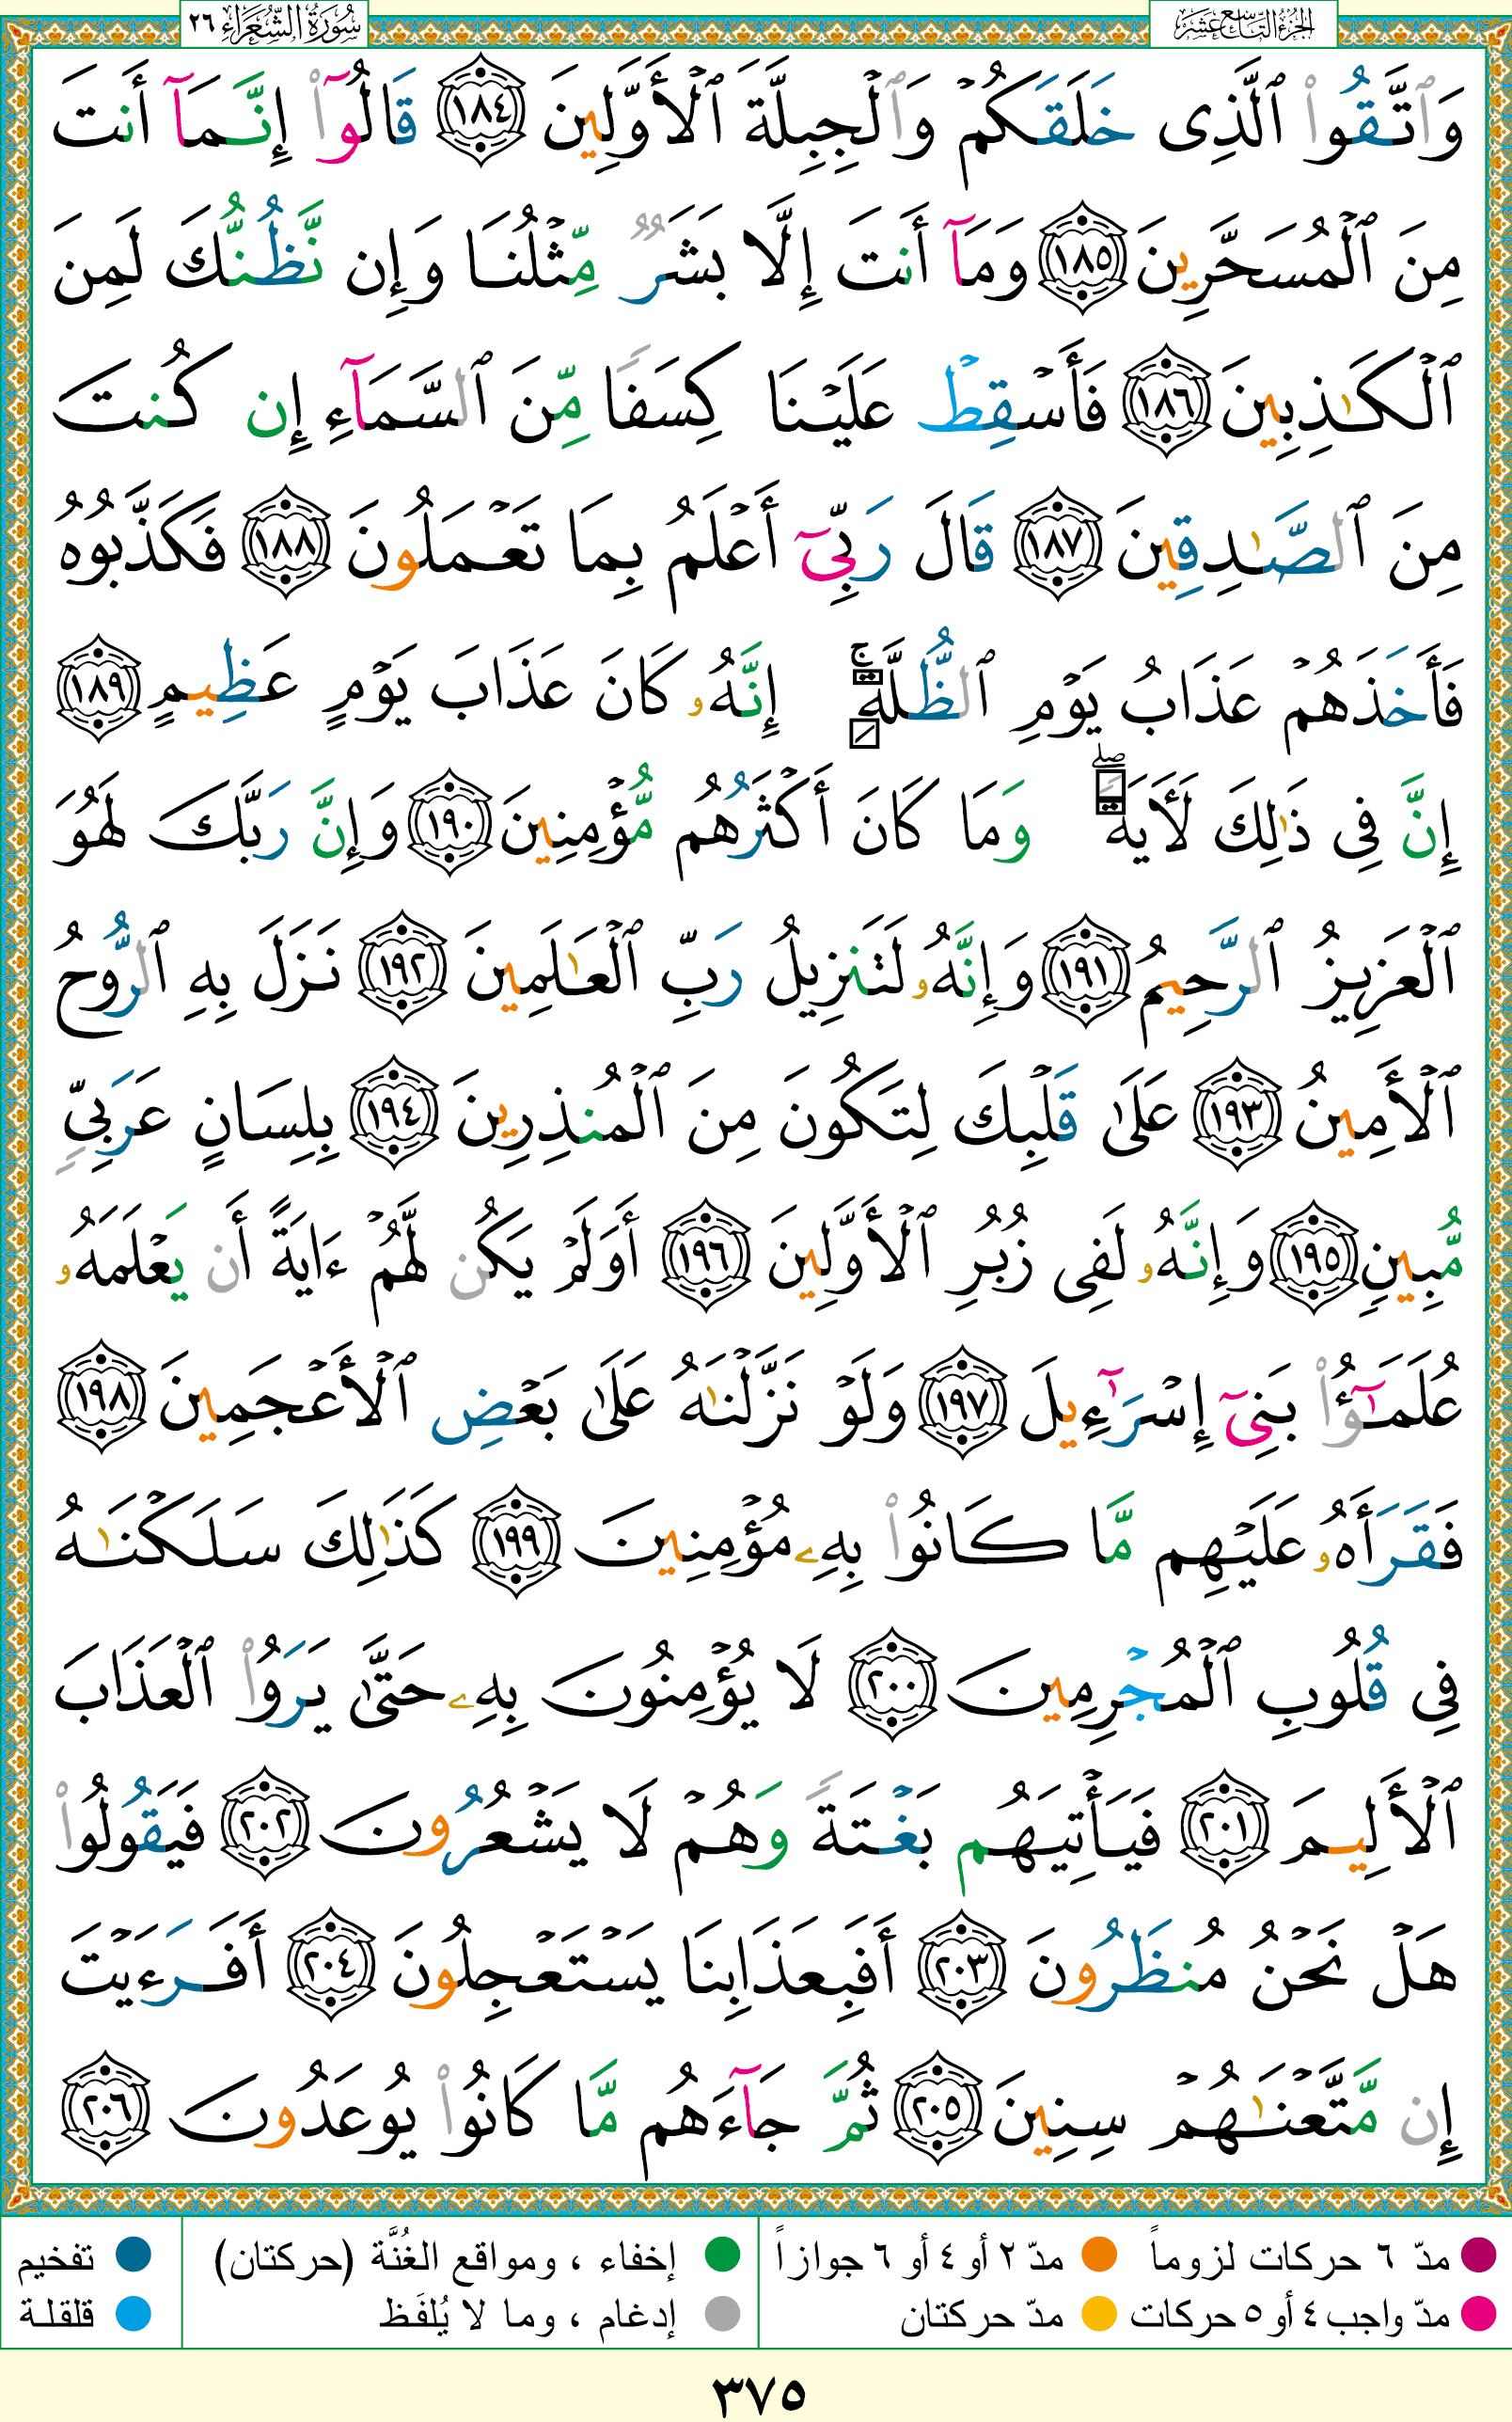 سُورَةُ الشُّعَرَاءِ ٢٦
الجُزْءُ التَّاسِعُ عَشَرَ
وَٱتَّقُوا۟ ٱلَّذِى خَلَقَكُمْ وَٱلْجِبِلَّةَ ٱلْأَوَّلِينَ ١٨٤ قَالُوٓا۟ إِنَّمَآ أَنتَ
مِنَ ٱلْمُسَحَّرِينَ ١٨٥ وَمَآ أَنتَ إِلَّا بَشَرٌ مِّثْلُنَا وَإِن نَّظُنُّكَ لَمِنَ
ٱلْكَـٰذِبِينَ ١٨٦ فَأَسْقِطْ عَلَيْنَا كِسَفًا مِّنَ ٱلسَّمَآءِ إِن كُنتَ
مِنَ ٱلصَّـٰدِقِينَ ١٨٧ قَالَ رَبِّىٓ أَعْلَمُ بِمَا تَعْمَلُونَ ١٨٨ فَكَذَّبُوهُ
فَأَخَذَهُمْ عَذَابُ يَوْمِ ٱلظُّلَّةِ ۚ إِنَّهُۥ كَانَ عَذَابَ يَوْمٍ عَظِيمٍ ١٨٩
إِنَّ فِى ذَٰلِكَ لَـَٔايَةً ۖ وَمَا كَانَ أَكْثَرُهُم مُّؤْمِنِينَ ١٩٠ وَإِنَّ رَبَّكَ لَهُوَ
ٱلْعَزِيزُ ٱلرَّحِيمُ ١٩١ وَإِنَّهُۥ لَتَنزِيلُ رَبِّ ٱلْعَـٰلَمِينَ ١٩٢ نَزَلَ بِهِ ٱلرُّوحُ
ٱلْأَمِينُ ١٩٣ عَلَىٰ قَلْبِكَ لِتَكُونَ مِنَ ٱلْمُنذِرِينَ ١٩٤ بِلِسَانٍ عَرَبِىٍّ
مُّبِينٍ ١٩٥ وَإِنَّهُۥ لَفِى زُبُرِ ٱلْأَوَّلِينَ ١٩٦ أَوَلَمْ يَكُن لَّهُمْ ءَايَةً أَن يَعْلَمَهُۥ
عُلَمَـٰٓؤُا۟ بَنِىٓ إِسْرَٰٓءِيلَ ١٩٧ وَلَوْ نَزَّلْنَـٰهُ عَلَىٰ بَعْضِ ٱلْأَعْجَمِينَ ١٩٨
فَقَرَأَهُۥ عَلَيْهِم مَّا كَانُوا۟ بِهِۦ مُؤْمِنِينَ ١٩٩ كَذَٰلِكَ سَلَكْنَـٰهُ
فِى قُلُوبِ ٱلْمُجْرِمِينَ ٢٠٠ لَا يُؤْمِنُونَ بِهِۦ حَتَّىٰ يَرَوُا۟ ٱلْعَذَابَ
ٱلْأَلِيمَ ٢٠١ فَيَأْتِيَهُم بَغْتَةً وَهُمْ لَا يَشْعُرُونَ ٢٠٢ فَيَقُولُوا۟
هَلْ نَحْنُ مُنظَرُونَ ٢٠٣ أَفَبِعَذَابِنَا يَسْتَعْجِلُونَ ٢٠٤ أَفَرَءَيْتَ
إِن مَّتَّعْنَـٰهُمْ سِنِينَ ٢٠٥ ثُمَّ جَآءَهُم مَّا كَانُوا۟ يُوعَدُونَ ٢٠٦
مدّ ٦ حركات لزوماً مدّ ٢ أو ٤ أو ٦ جوازاً إخفاء ، ومواقع الغُنَّة (حركتان) تفخيم
مدّ واجب ٤ أو ٥ حركات مدّ حركتان إدغام ، وما لا يُلفَظ قلقلة
٣٧٥